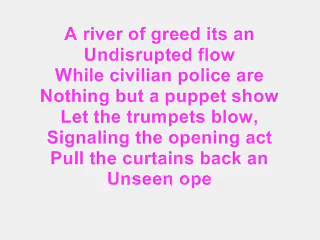 A river of greed its an
Undisrupted flow
While civilian police are
Nothing but a puppet show
Let the trumpets blow,
Signaling the opening act
Pull the curtains back an
Unseen ope